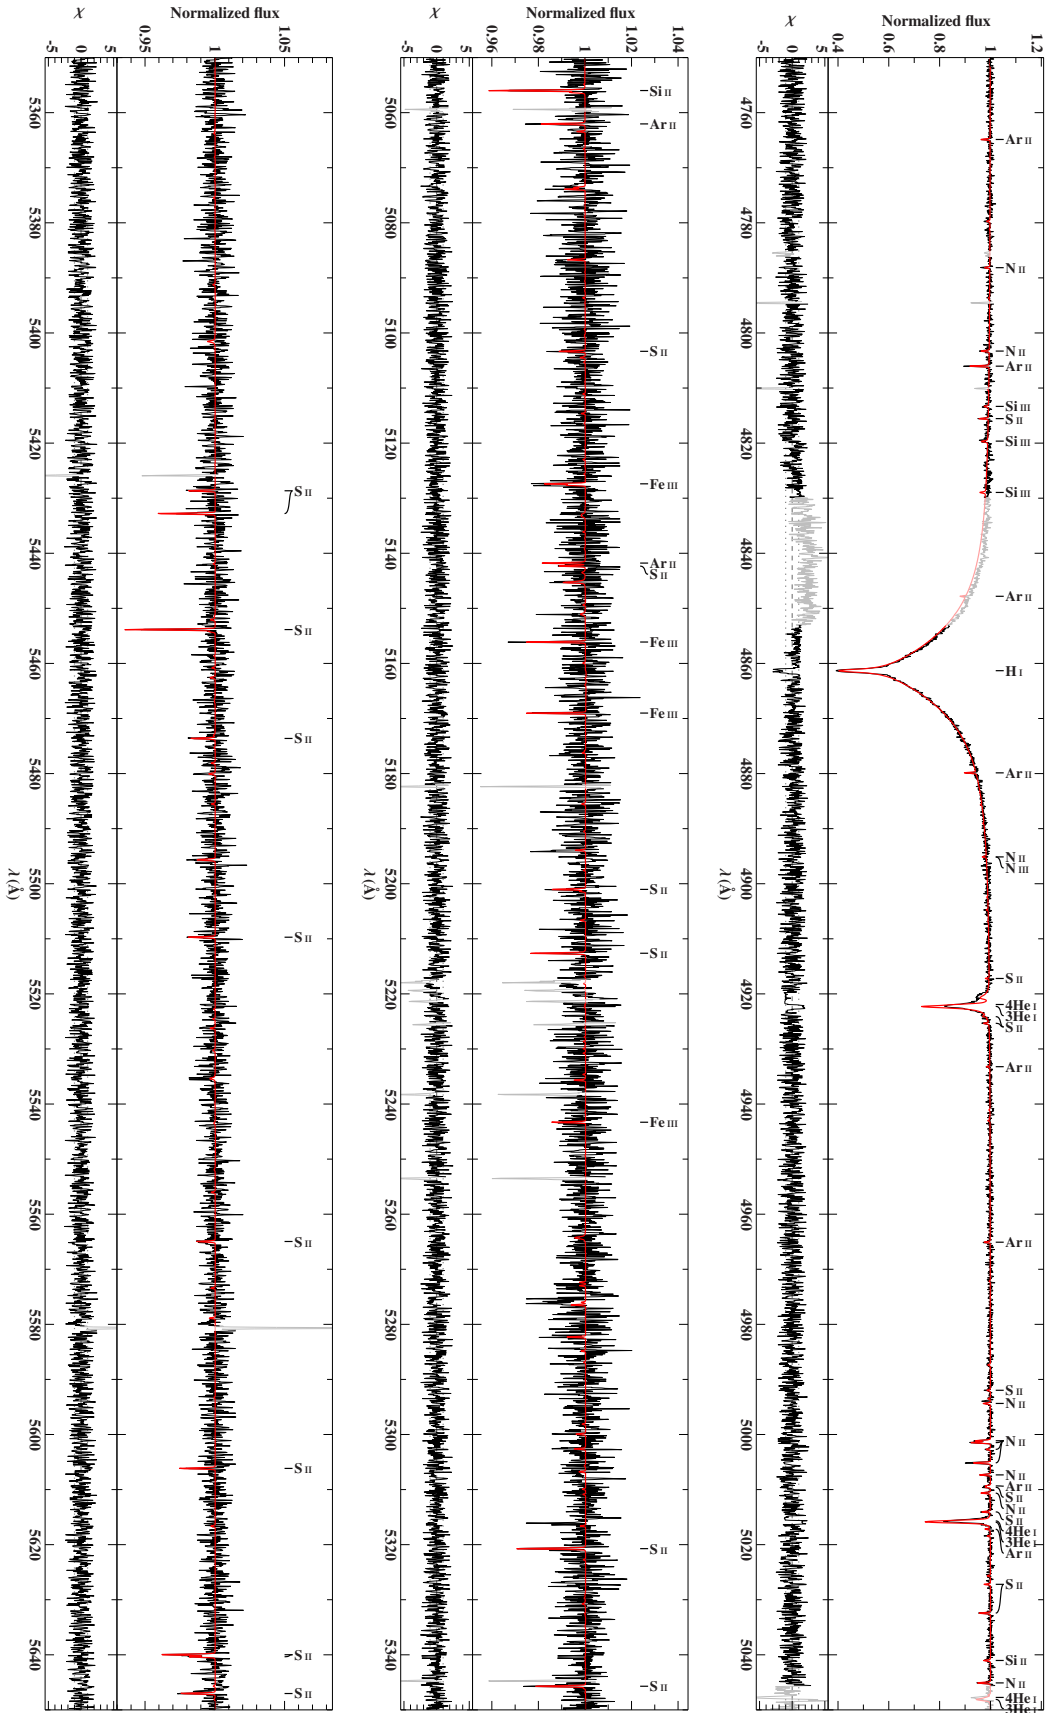 Ar II
N II
N II
Ar II
Si III
S II
Si III
Si III
Ar II
H I
Ar II
N II
N III
S II
4He I
3He I
S II
Ar II
Ar II
S II
N II
N II
N II
Ar II
S II
N II
S II
4He I
3He I
Ar II
S II
Si II
N II
4He I
3He I
1.2
1
0.8
0.6
0.4
Normalized flux
5
0
-5
χ
4760 4780 4800 4820 4840 4860 4880 4900 4920 4940 4960 4980 5000 5020 5040
λ (Å)
Si II
Ar II
S II
Fe III
Ar II
S II
Fe III
Fe III
S II
S II
Fe III
S II
S II
1.04
1.02
1
0.98
0.96
Normalized flux
5
0
-5
χ
5060 5080 5100 5120 5140 5160 5180 5200 5220 5240 5260 5280 5300 5320 5340
λ (Å)
S II
S II
S II
S II
S II
S II
S II
S II
1.05
1
0.95
Normalized flux
5
0
-5
χ
5360 5380 5400 5420 5440 5460 5480 5500 5520 5540 5560 5580 5600 5620 5640
λ (Å)